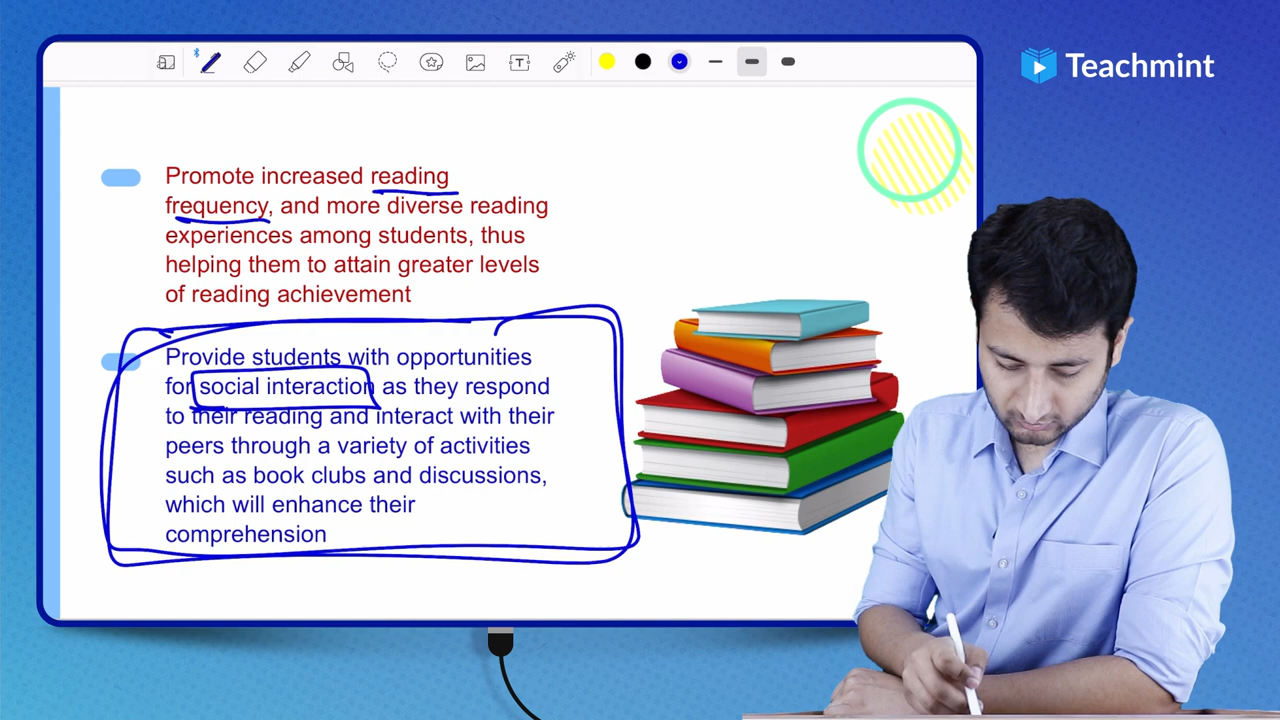 Teachmint
Promote increased reading
frequency, and more diverse reading
experiences among students, thus
helping them to attain greater levels
of reading achievement
Provide students with opportunities
for social interaction as they respond
to their reading and interact with their
peers through a variety of activities
such as book clubs and discussions,
which will enhance their
comprehension